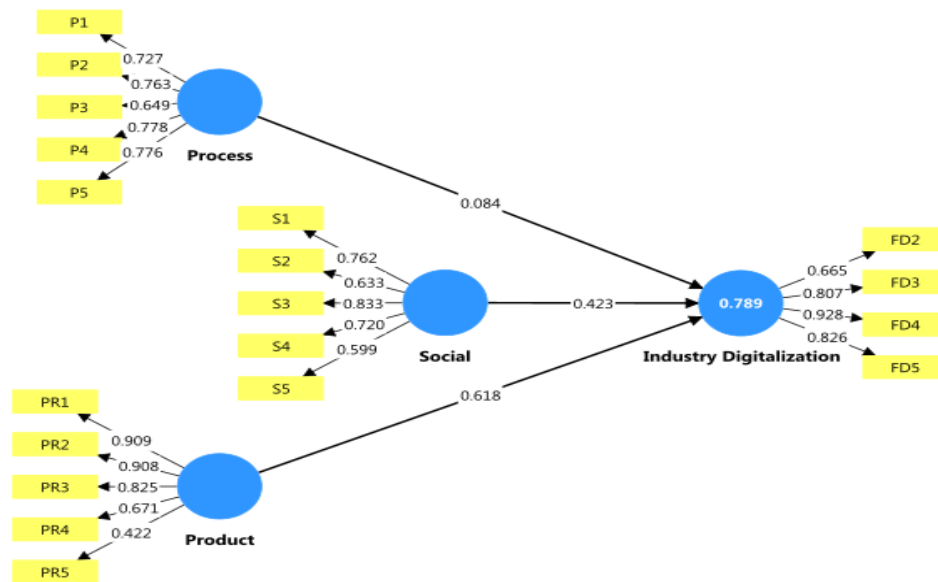 P1
0.727
P2
0.763
P3
0.649
P4
0.778
P5
0.776
Process
0.084
S1
0.762
S2
0.633
S3
0.833
S4
0.720
S5
0.599
Social
0.423
PR1
0.909
PR2
0.908
PR3
0.825
PR4
0.671
PR5
0.422
Product
0.618
0.789
Industry Digitalization
FD2
0.665
FD3
0.807
FD4
0.928
FD5
0.826